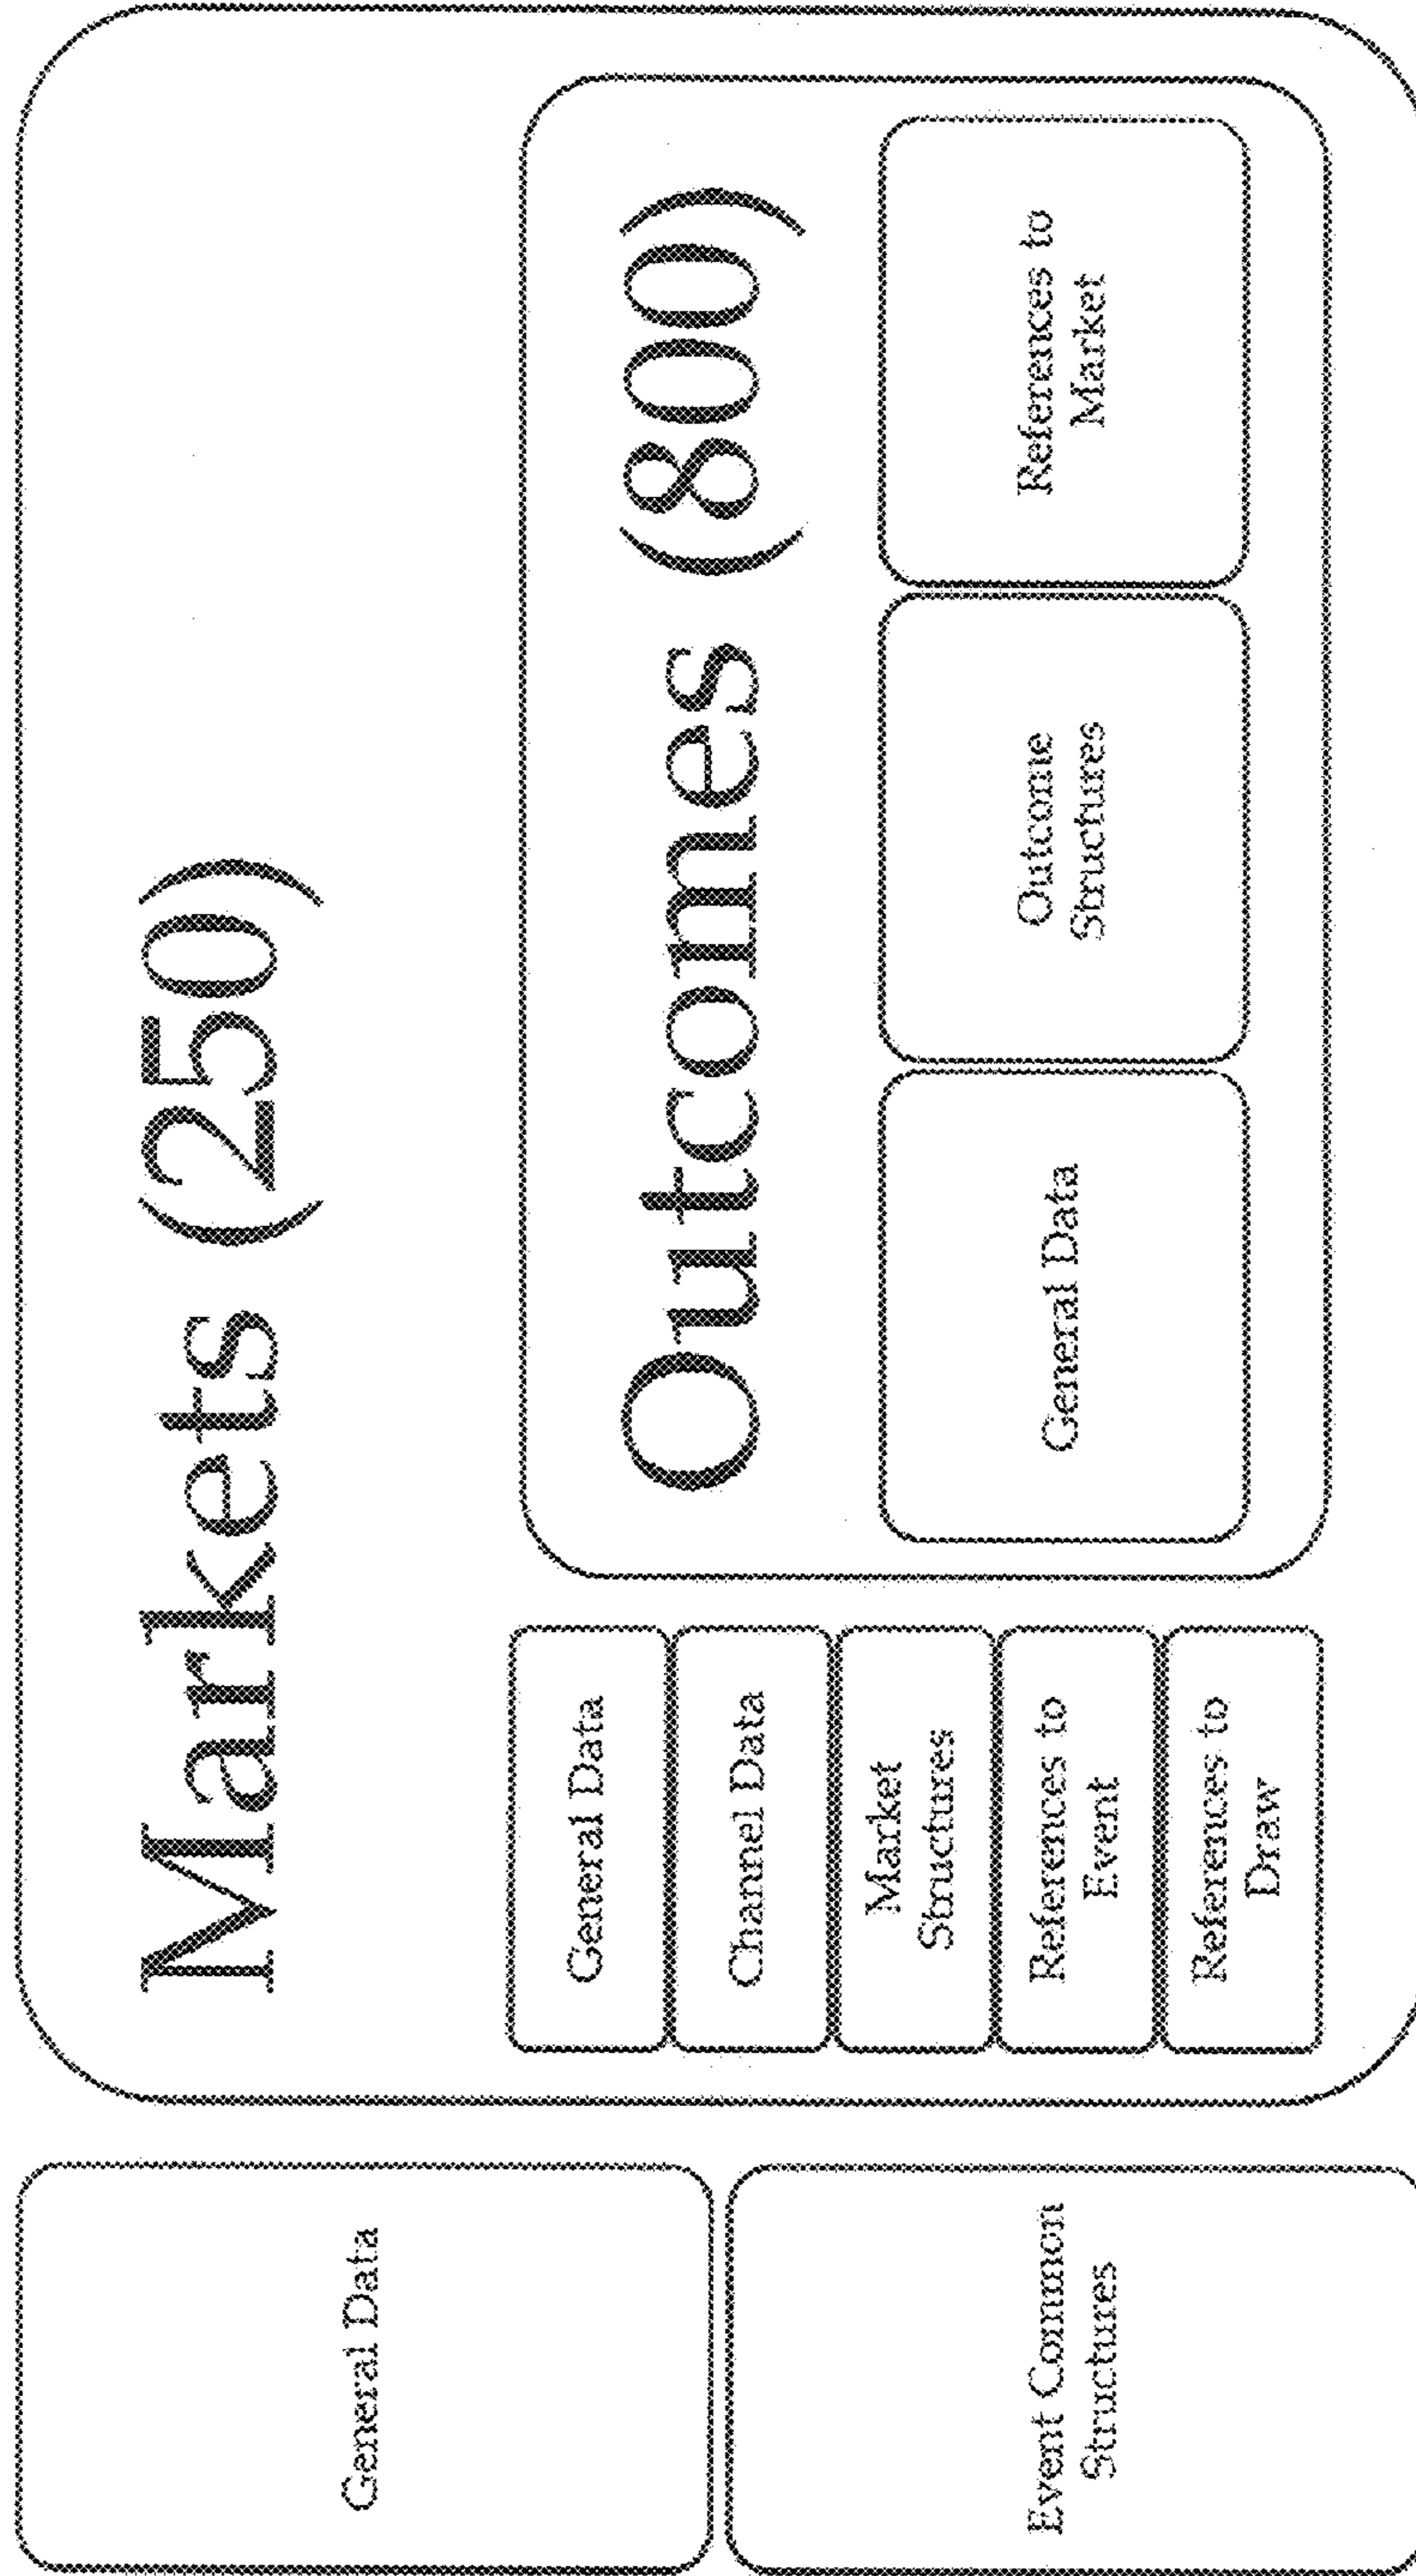 General Data
Event Common
Structures
Markets (250)
General Data
Channel Data
Market
Structures
References to
Event
References to
Draw
Outcomes (800)
General Data
Outcome
Structures
References to
Market